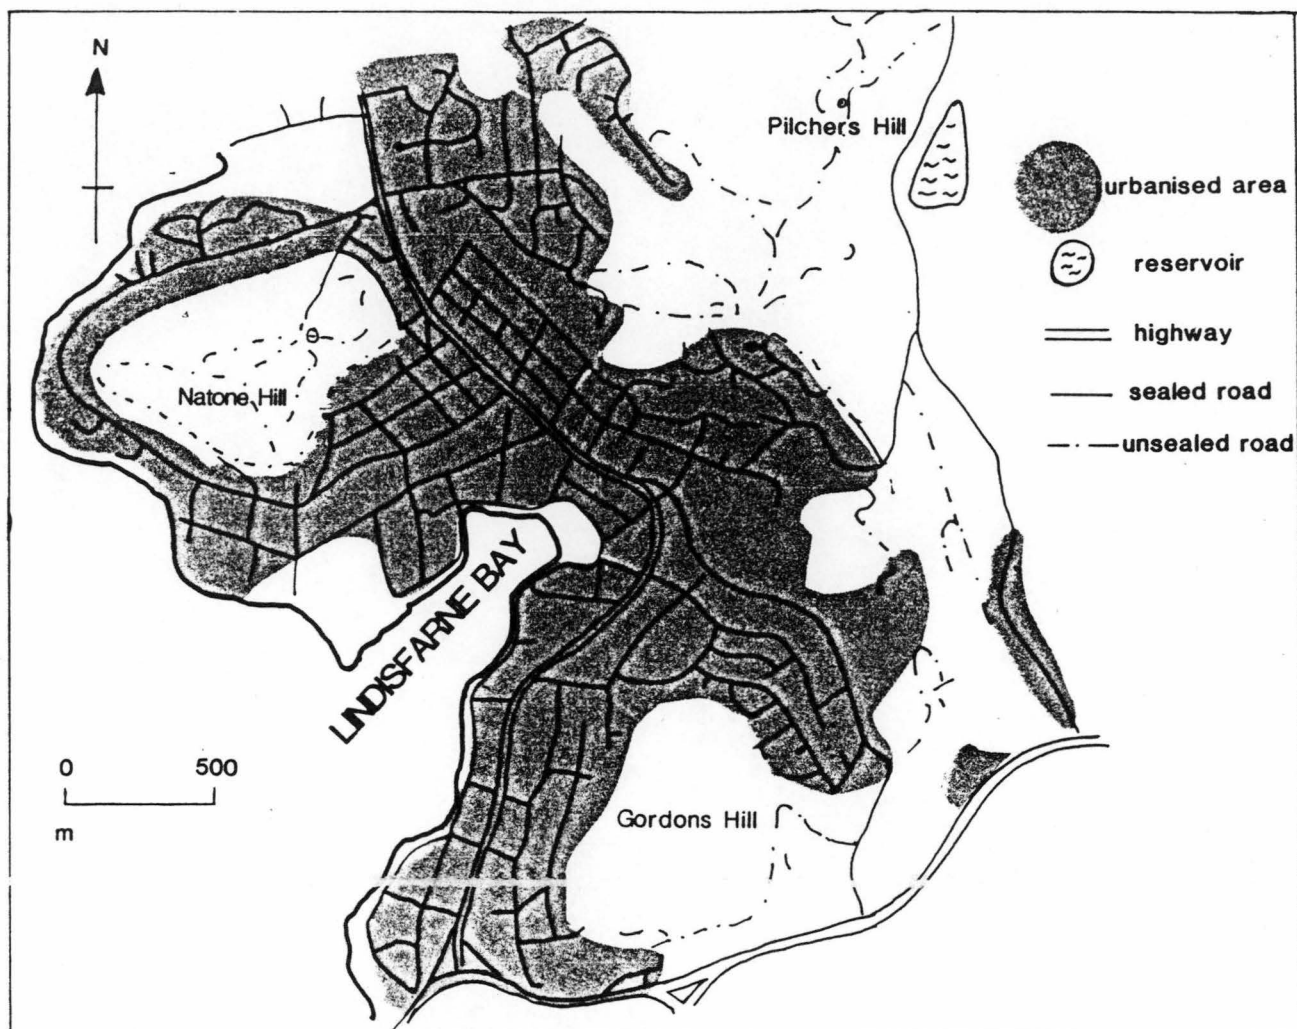 N
Pilchers Hill
urbanised area
reservoir
highway
sealed road
unsealed road
Natone Hill
LINDISFARNE BAY
0 500
m
Gordons Hill